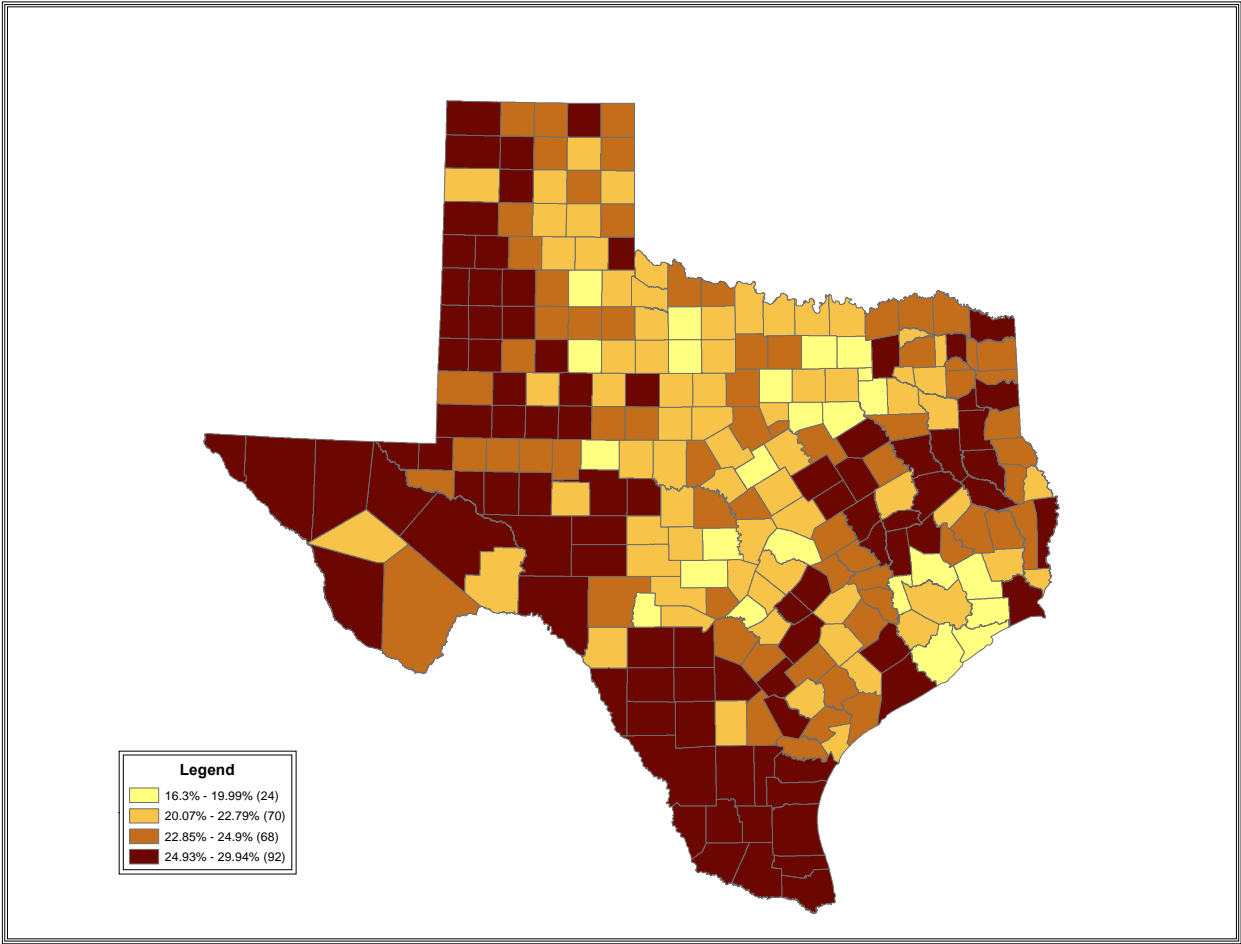 Legend
16.3% - 19.99% (24)
20.07% - 22.79% (70)
22.85% - 24.9% (68)
24.93% - 29.94% (92)